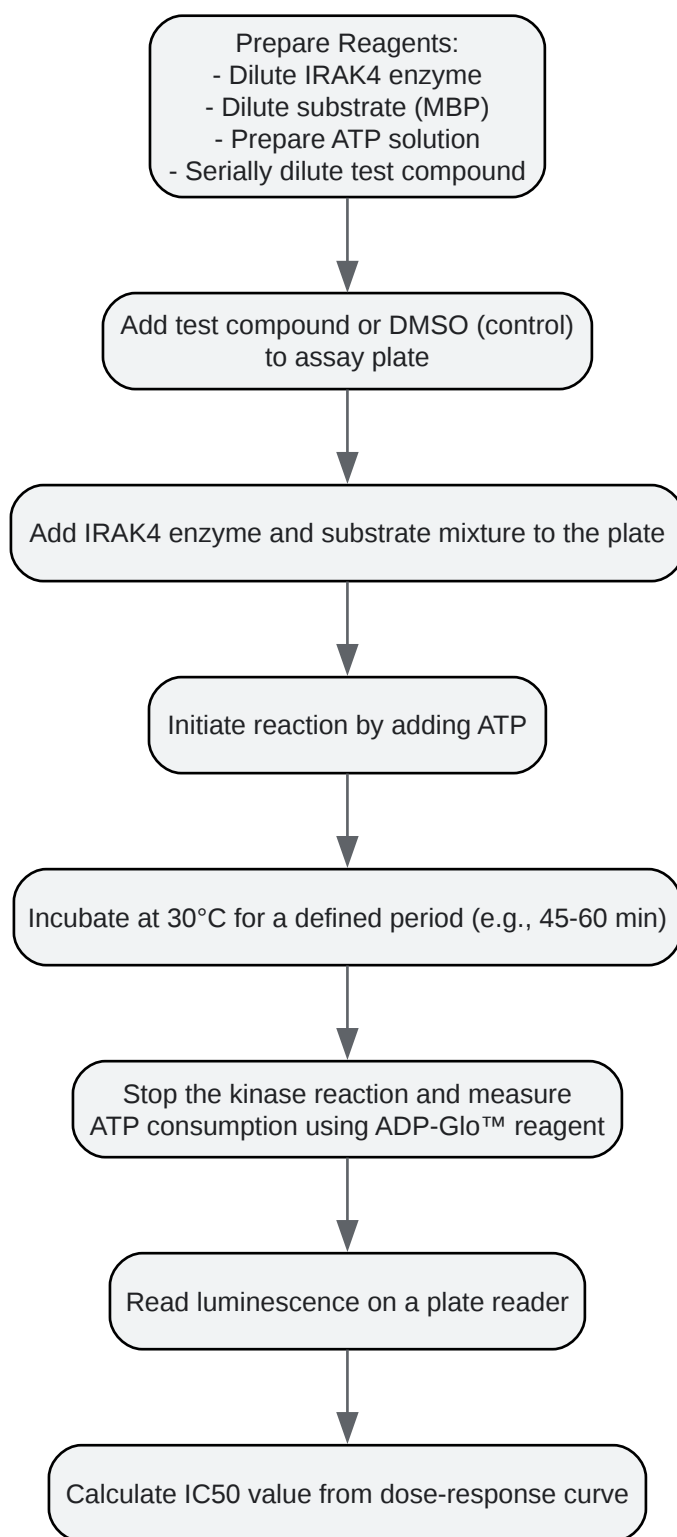 Prepare Reagents:
- Dilute IRAK4 enzyme
- Dilute substrate (MBP)
- Prepare ATP solution
- Serially dilute test compound
Add test compound or DMSO (control)
to assay plate
Add IRAK4 enzyme and substrate mixture to the plate
Initiate reaction by adding ATP
Incubate at 30°C for a defined period (e.g., 45-60 min)
Stop the kinase reaction and measure
ATP consumption using ADP-Glo™ reagent
Read luminescence on a plate reader
Calculate IC50 value from dose-response curve